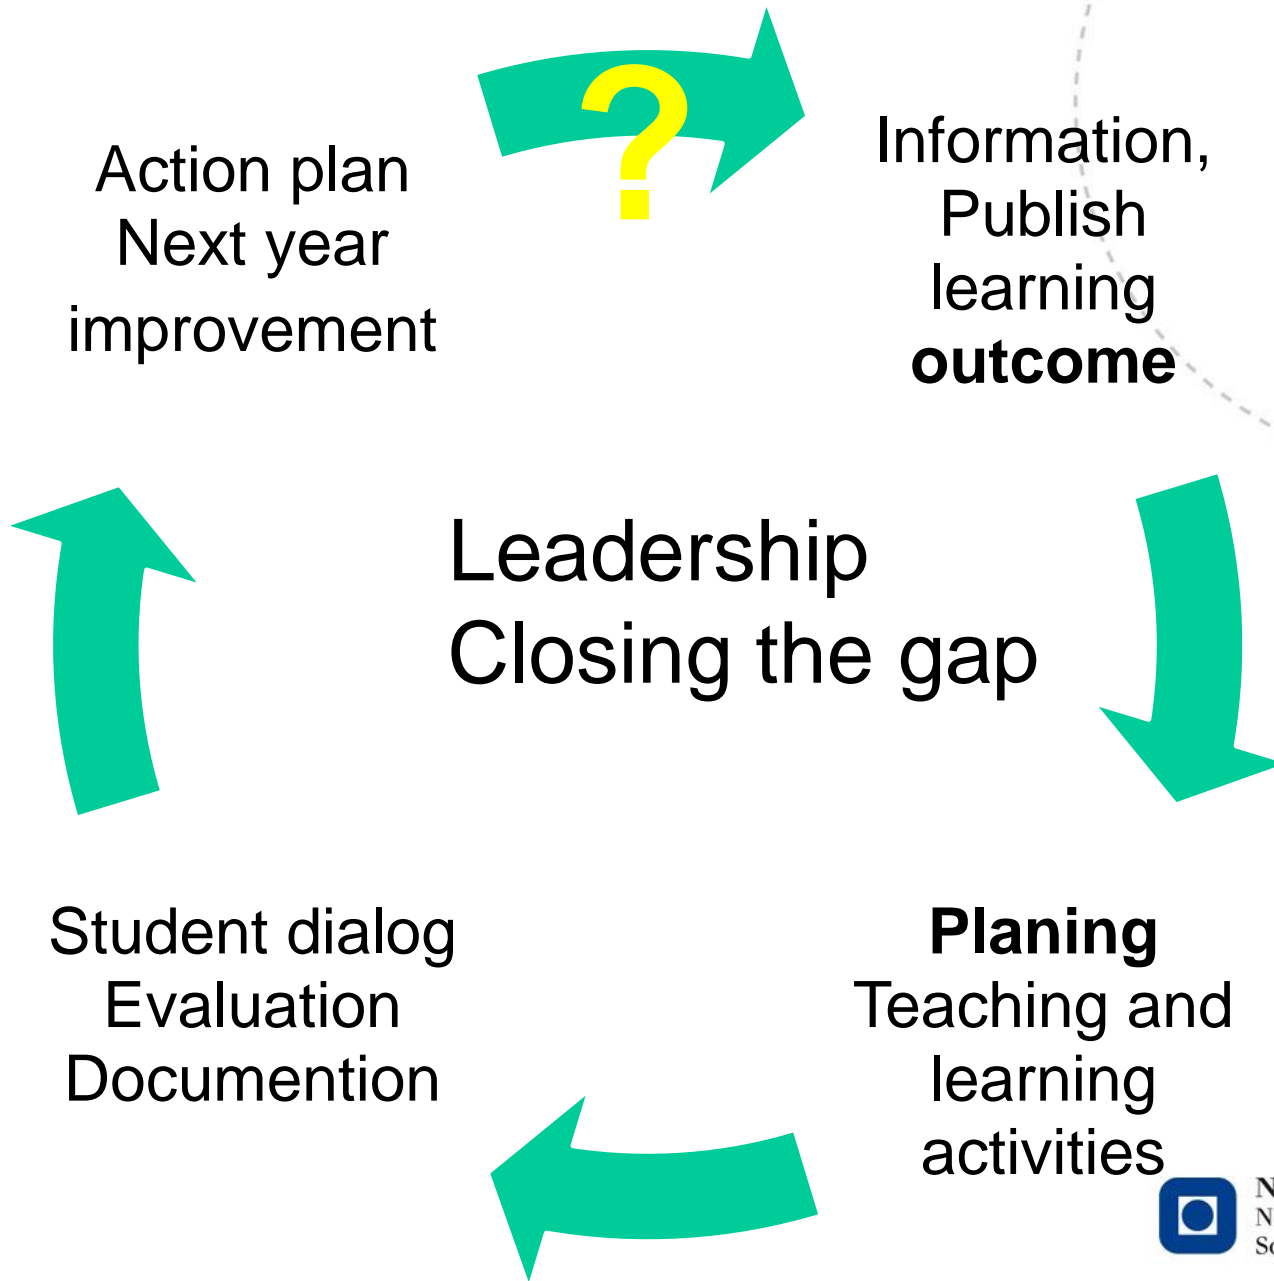 ?
Action plan
Next year
improvement
Information,
Publish
learning
outcome
Leadership
Closing the gap
Student dialog
Evaluation
Documention
Planing
Teaching and
learning
activities